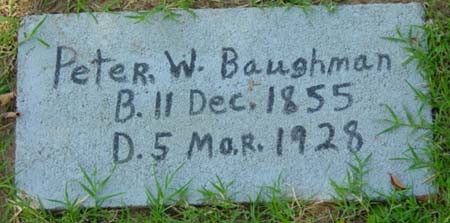 Peter. W. Baughman
B. 11 Dec. 1855
D. 5 Mar. 1928